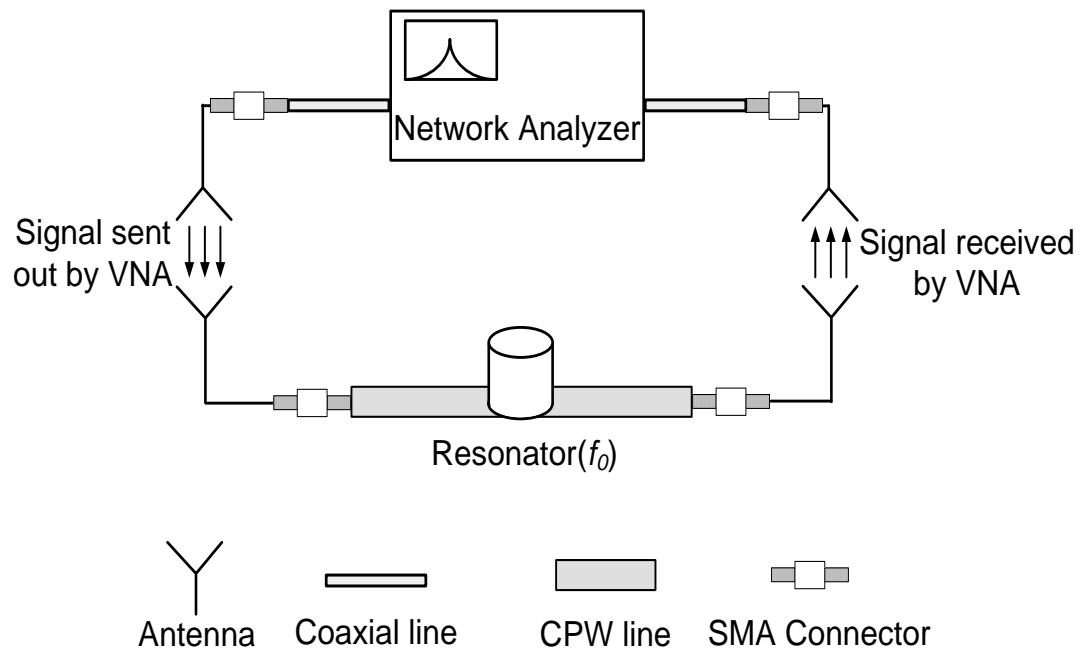 Network Analyzer
Signal sent
out by VNA
Signal received
by VNA
Resonator(f0)
Antenna
Coaxial line
CPW line
SMA Connector